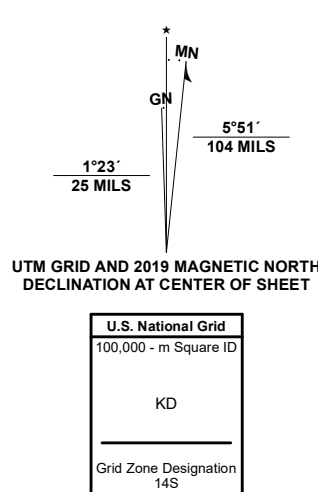 ★
MN
GN
5°51´
104 MILS
1°23´
25 MILS
UTM GRID AND 2019 MAGNETIC NORTH
DECLINATION AT CENTER OF SHEET
U.S. National Grid
100,000 - m Square ID
KD
Grid Zone Designation
14S